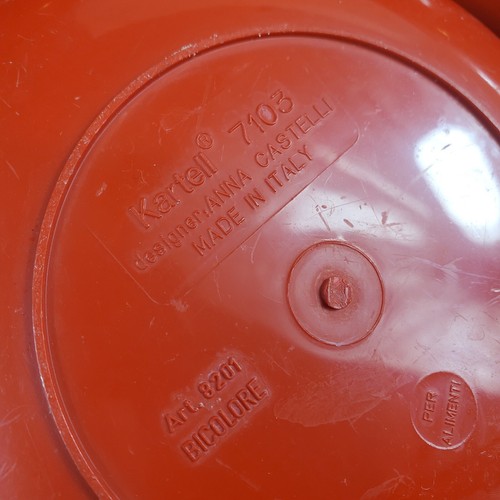 Kartell® 7103
designer: ANNA CASTELLI
MADE IN ITALY
Art. 8201
BICOLORE
PER
ALIMENTI